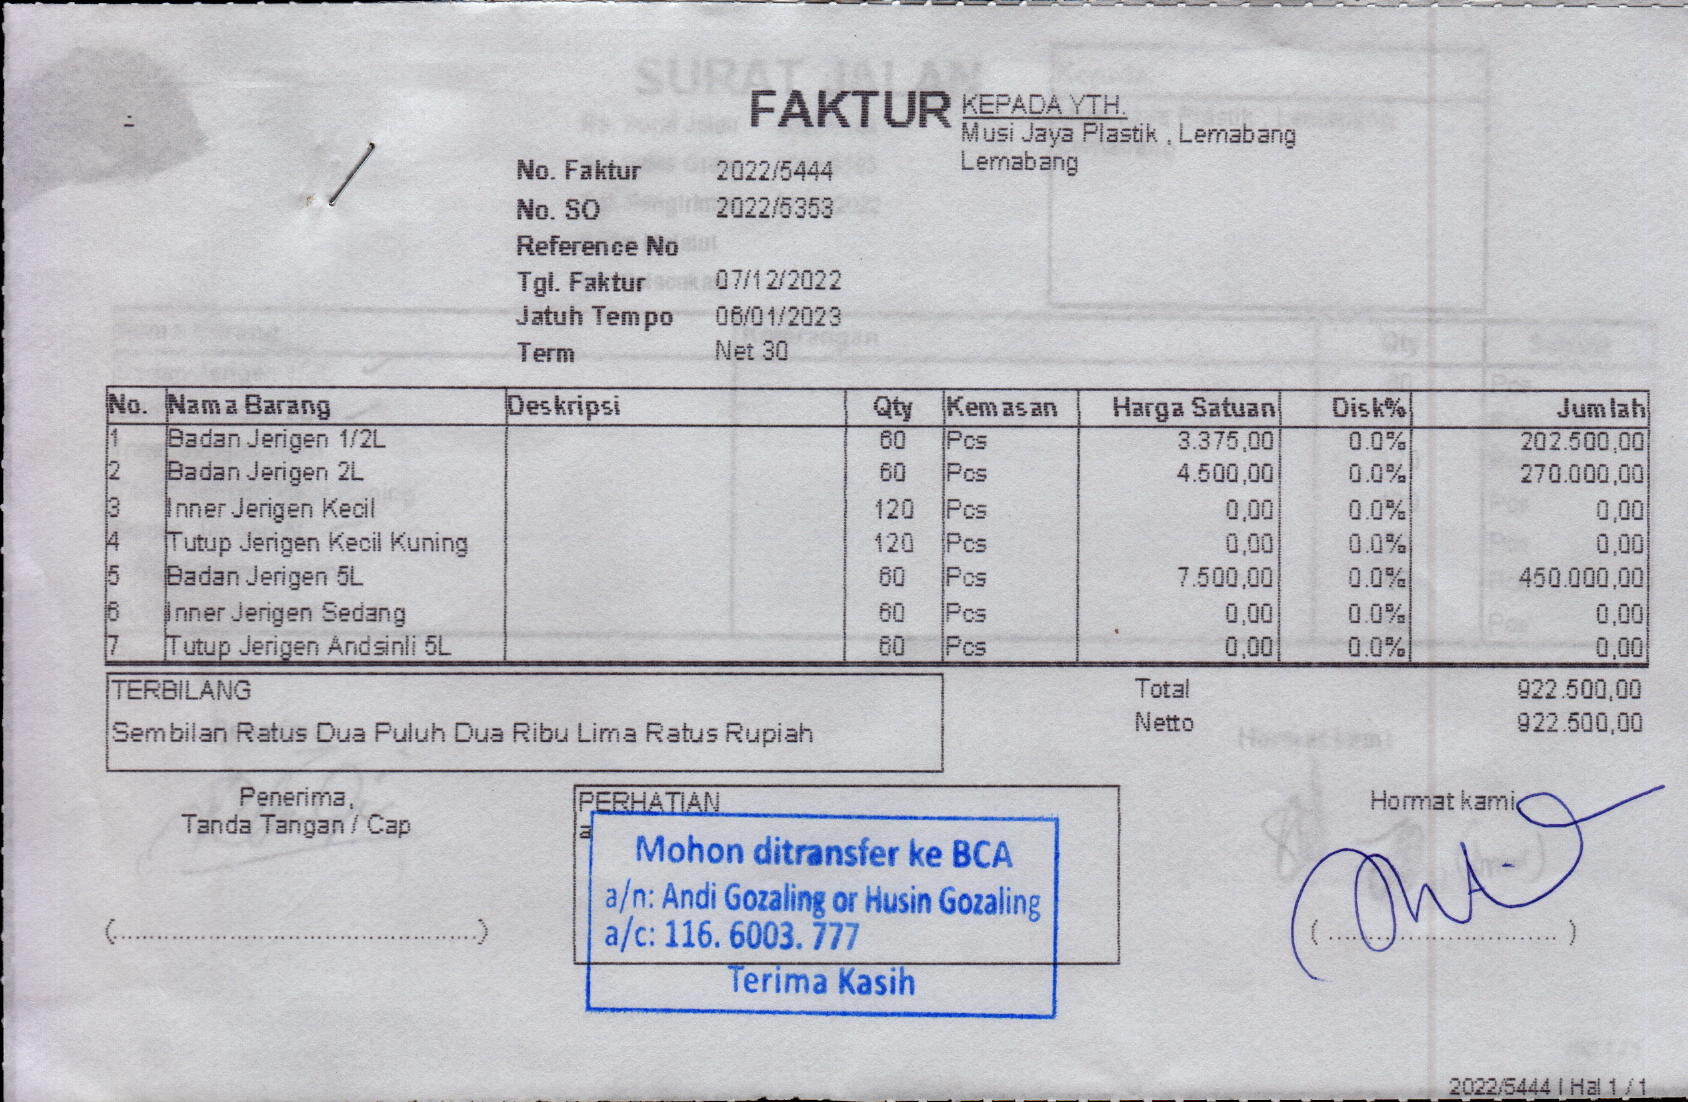 FAKTUR
KEPADA YTH.
Musi Jaya Plastik , Lemabang
Lemabang
No. Faktur 2022/5444
No. SO 2022/5353
Reference No
Tgl. Faktur 07/12/2022
Jatuh Tempo 06/01/2023
Term Net 30
No. Nama Barang Deskripsi Qty Kemasan Harga Satuan Disk% Jumlah
1 Badan Jerigen 1/2L 60 Pcs 3.375,00 0.0% 202.500,00
2 Badan Jerigen 2L 60 Pcs 4.500,00 0.0% 270.000,00
3 Inner Jerigen Kecil 120 Pcs 0,00 0.0% 0,00
4 Tutup Jerigen Kecil Kuning 120 Pcs 0,00 0.0% 0,00
5 Badan Jerigen 5L 60 Pcs 7.500,00 0.0% 450.000,00
6 Inner Jerigen Sedang 60 Pcs 0,00 0.0% 0,00
7 Tutup Jerigen Andsinli 5L 60 Pcs 0,00 0.0% 0,00
TERBILANG
Sembilan Ratus Dua Puluh Dua Ribu Lima Ratus Rupiah
Total 922.500,00
Netto 922.500,00
Penerima,
Tanda Tangan / Cap
(................................................)
PERHATIAN
Mohon ditransfer ke BCA
a/n: Andi Gozaling or Husin Gozaling
a/c: 116. 6003. 777
Terima Kasih
Hormat kami
( .............................. )
2022/5444 | Hal 1 / 1